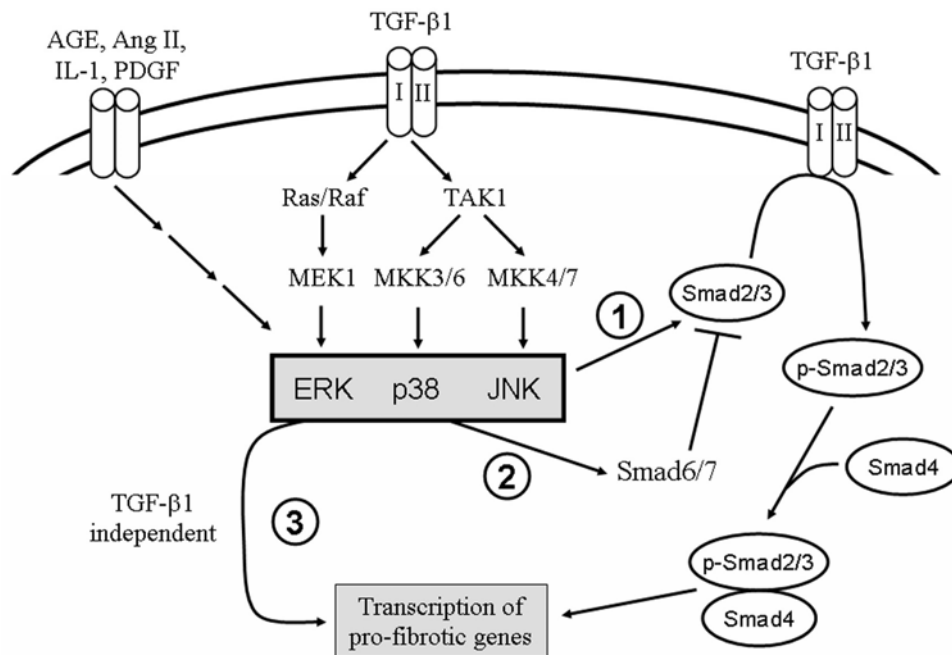 TGF-β1
AGE, Ang II,
IL-1, PDGF
TGF-β1
I II
I II
Ras/Raf
TAK1
MEK1
MKK3/6
MKK4/7
Smad2/3
1
ERK p38 JNK
p-Smad2/3
2
Smad6/7
Smad4
TGF-β1
independent
3
p-Smad2/3
Smad4
Transcription of
pro-fibrotic genes